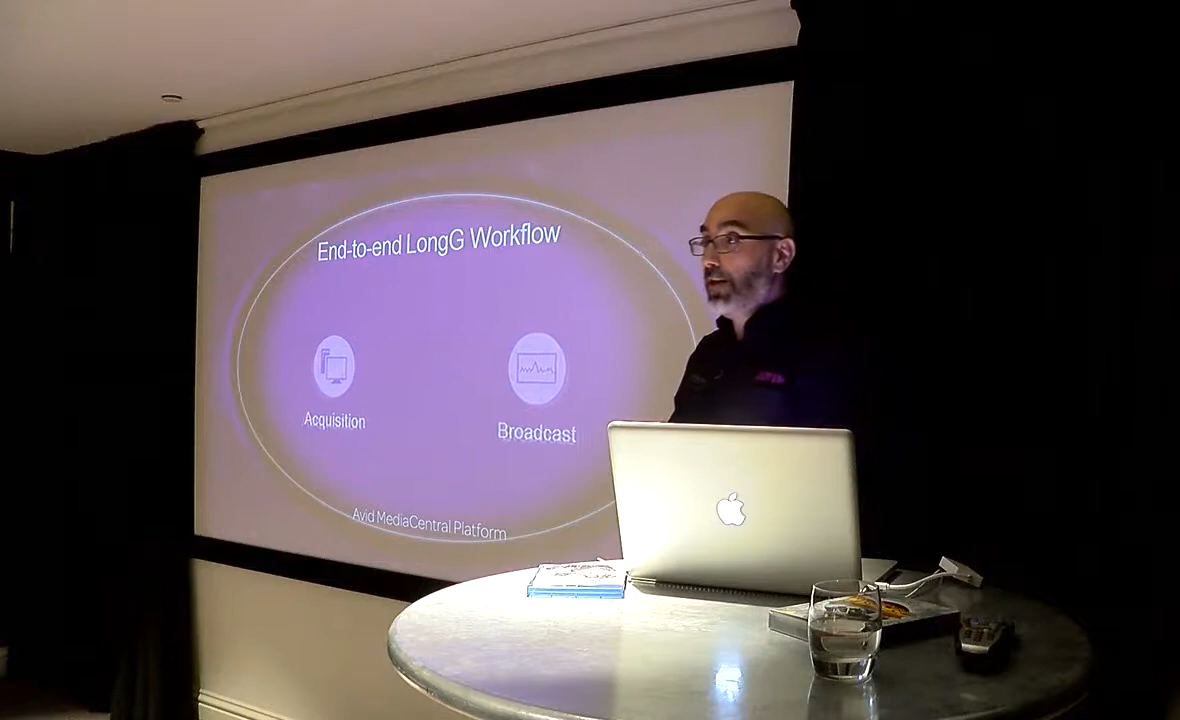 End-to-end LongG Workflow
Acquisition
Broadcast
Avid MediaCentral Platform